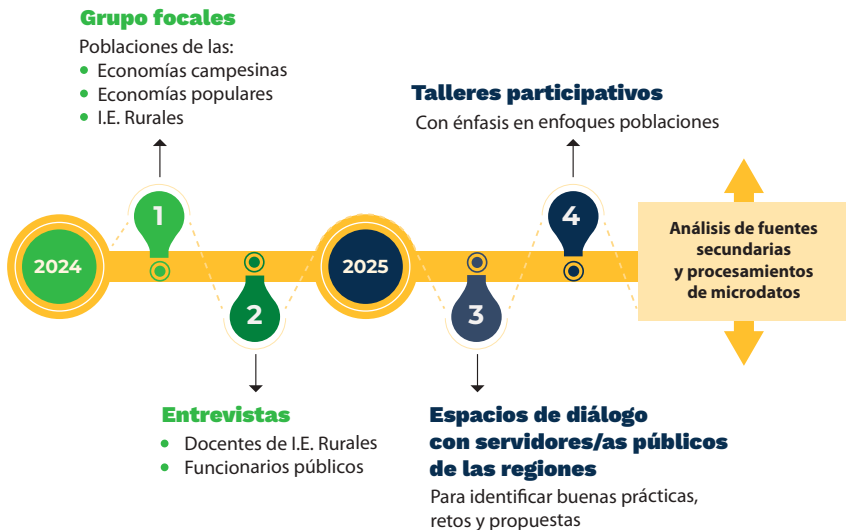 Grupo focales
Poblaciones de las:
• Economías campesinas
• Economías populares
• I.E. Rurales
Talleres participativos
Con énfasis en enfoques poblaciones
1
4
2024
2025
Análisis de fuentes
secundarias
y procesamientos
de microdatos
2
3
Entrevistas
• Docentes de I.E. Rurales
• Funcionarios públicos
Espacios de diálogo
con servidores/as públicos
de las regiones
Para identificar buenas prácticas,
retos y propuestas